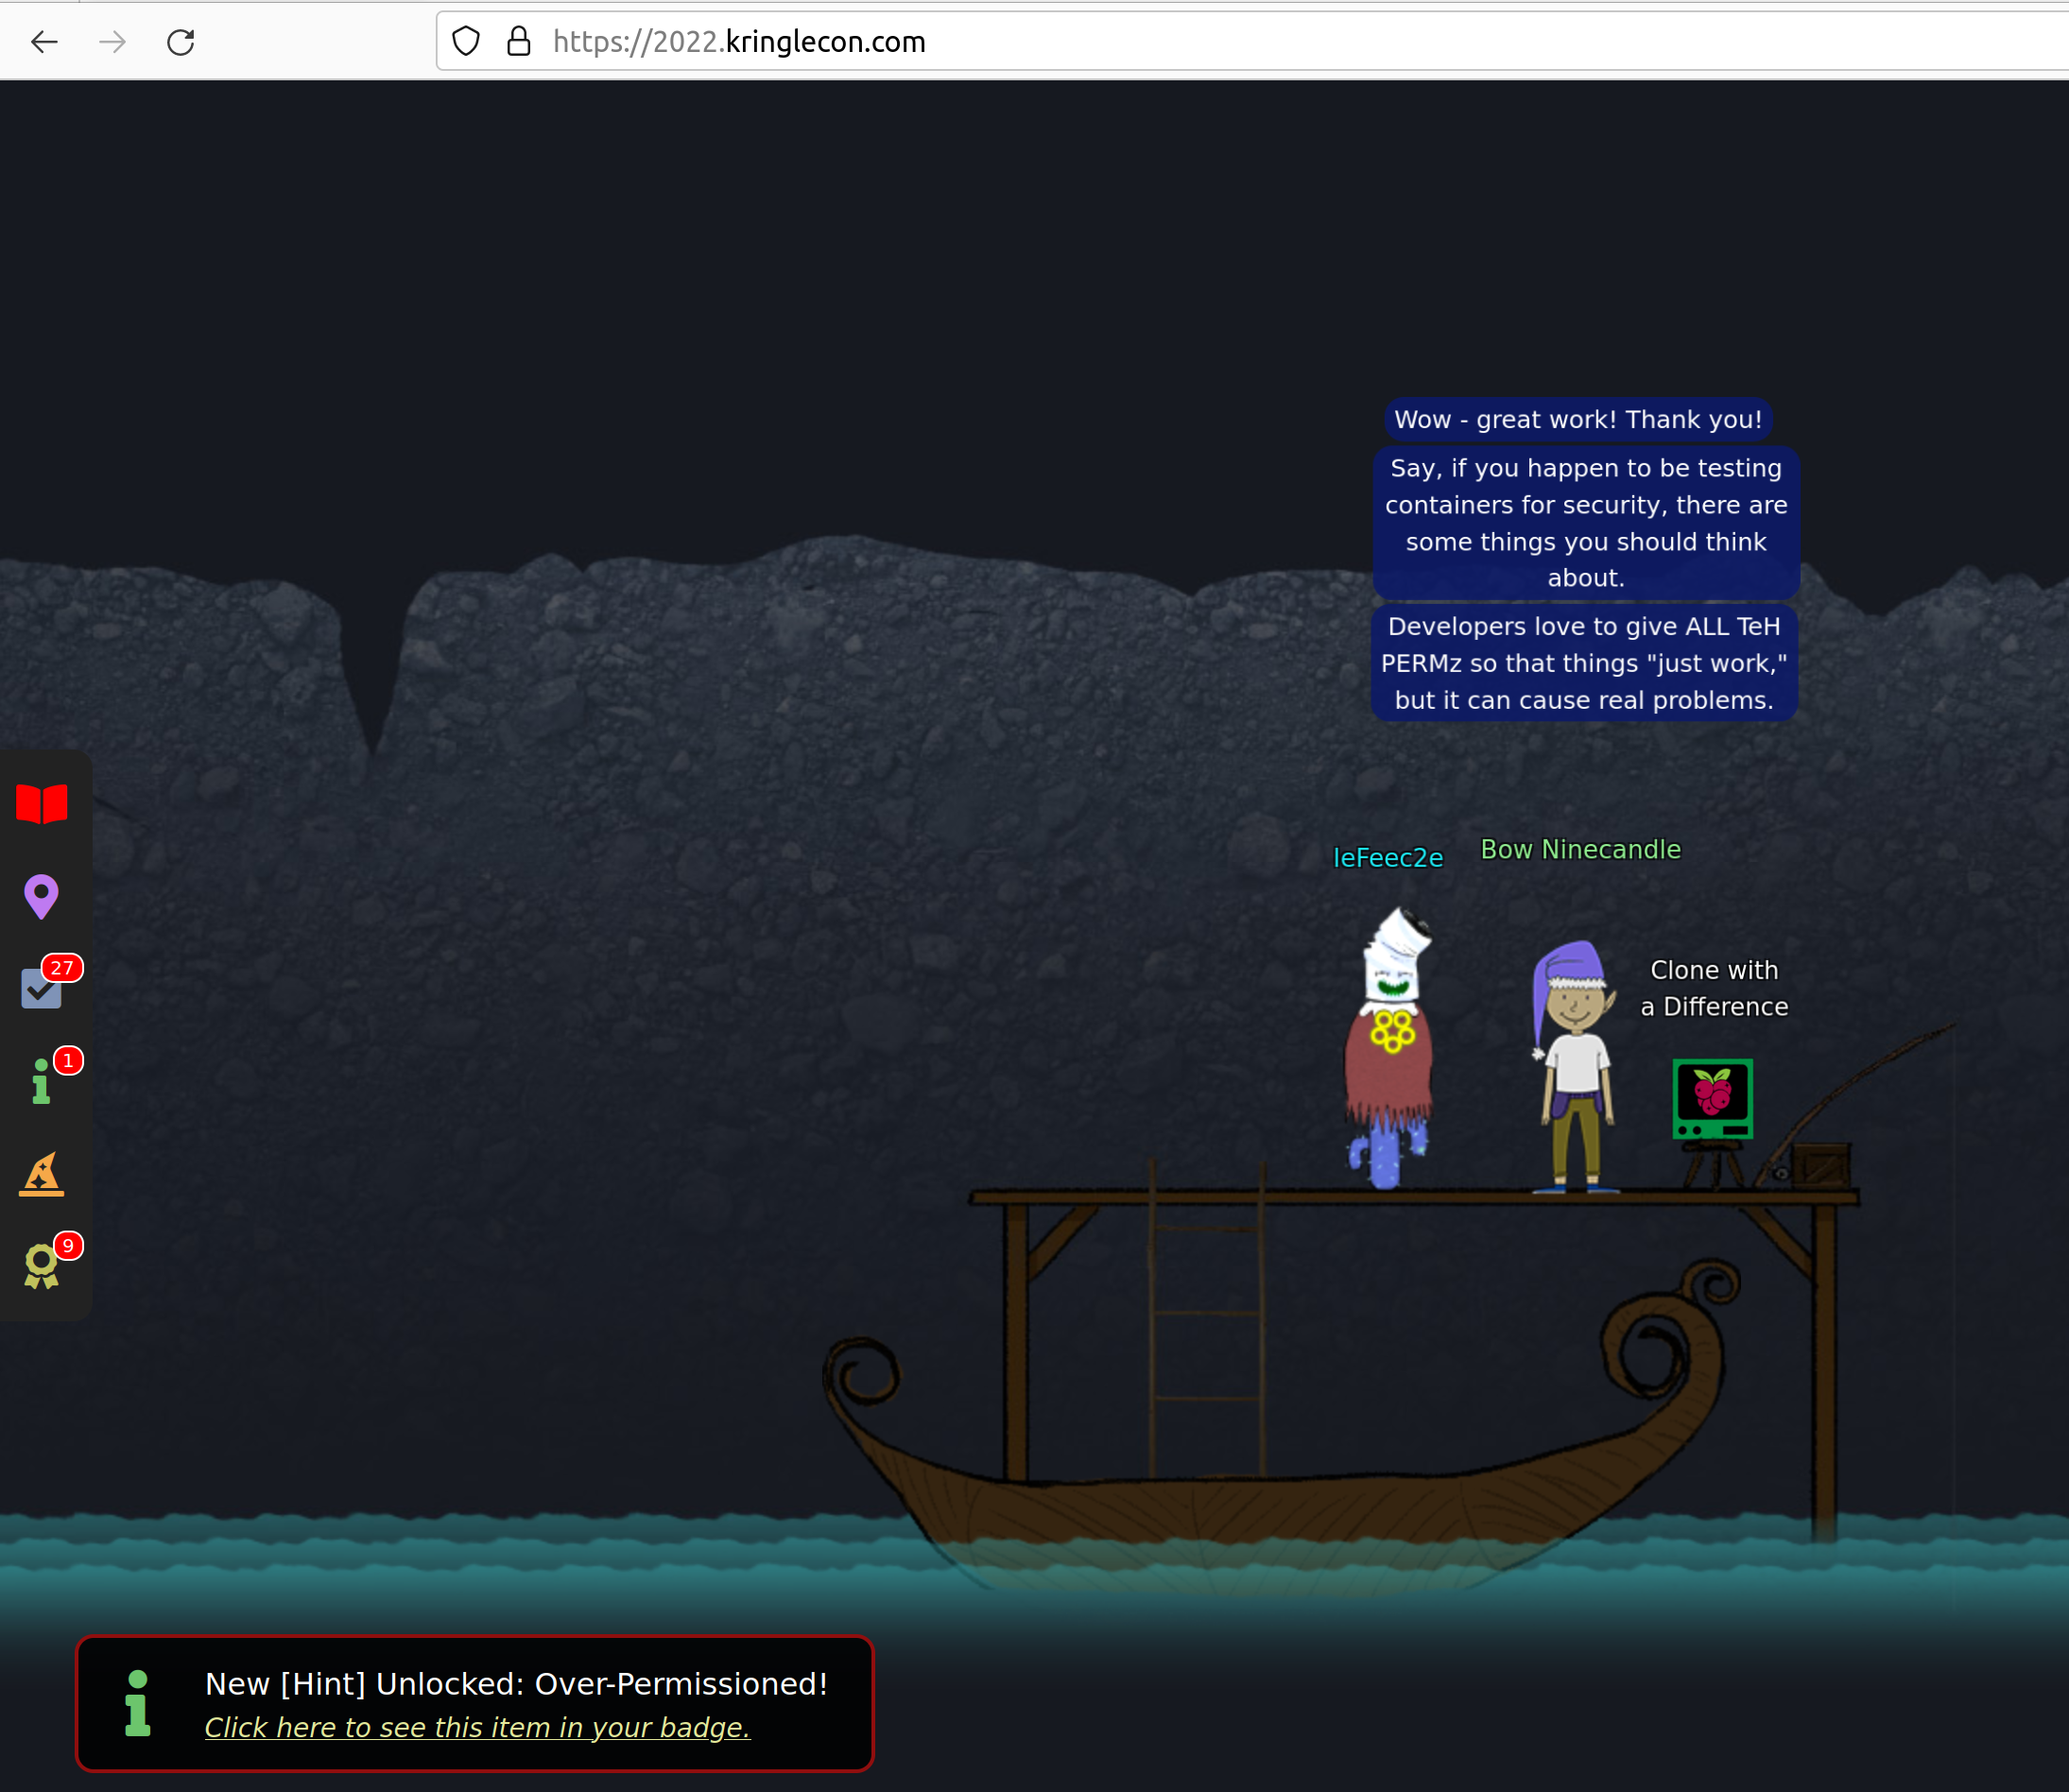 https://2022.kringlecon.com
Wow - great work! Thank you!
Say, if you happen to be testing
containers for security, there are
some things you should think
about.
Developers love to give ALL TeH
PERMz so that things "just work,"
but it can cause real problems.
leFeec2e
Bow Ninecandle
Clone with
a Difference
27
1
9
New [Hint] Unlocked: Over-Permissioned!
Click here to see this item in your badge.